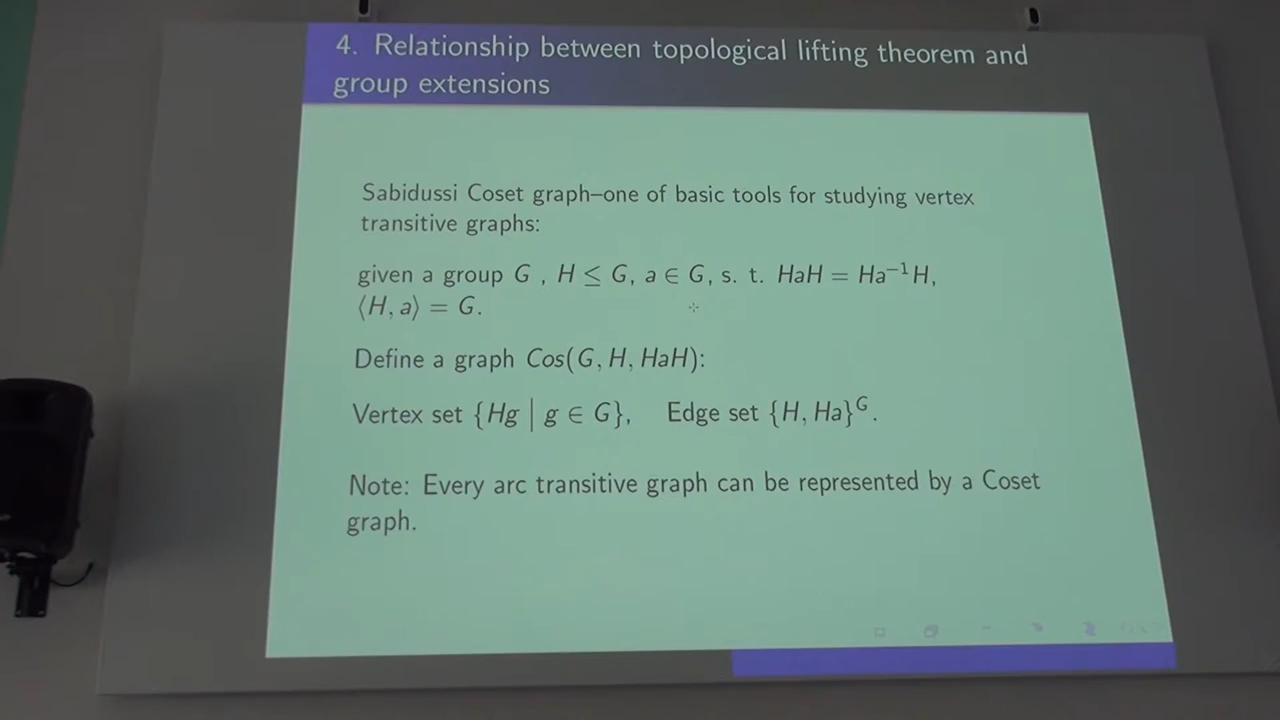 4. Relationship between topological lifting theorem and
group extensions
Sabidussi Coset graph–one of basic tools for studying vertex
transitive graphs:
given a group G , H ≤ G, a ∈ G, s. t. HaH = Ha⁻¹H,
⟨H, a⟩ = G.
Define a graph Cos(G, H, HaH):
Vertex set {Hg | g ∈ G}, Edge set {H, Ha}ᴳ.
Note: Every arc transitive graph can be represented by a Coset
graph.